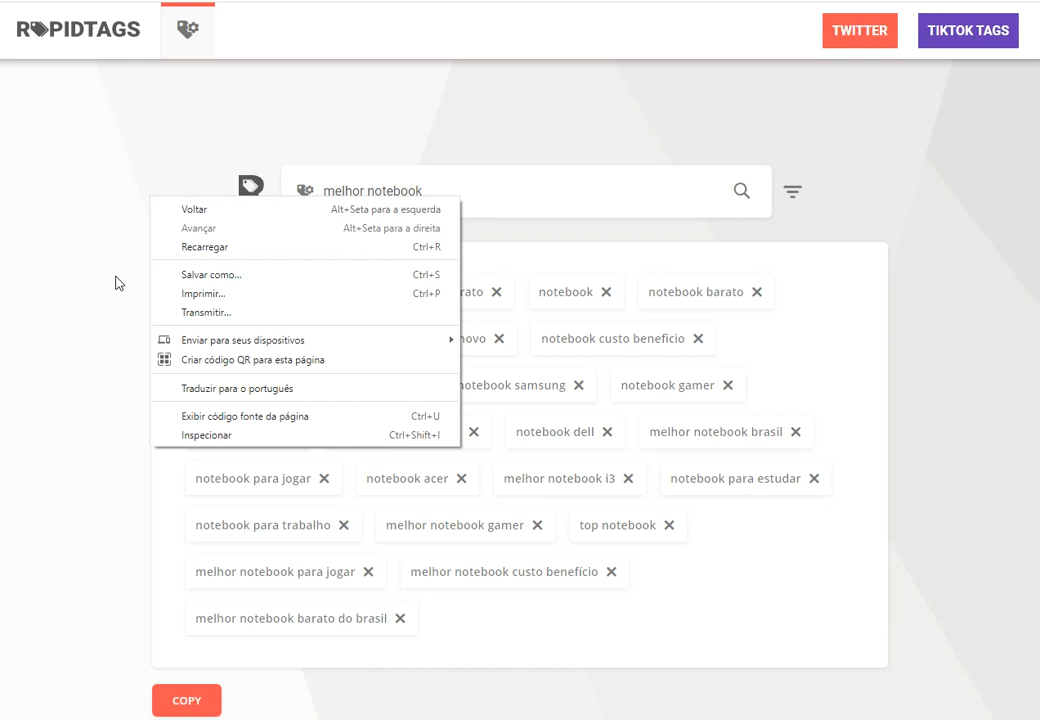 RAPIDTAGS
TWITTER
TIKTOK TAGS
melhor notebook
Voltar Alt+Seta para a esquerda
Avançar Alt+Seta para a direita
Recarregar Ctrl+R
Salvar como... Ctrl+S
Imprimir... Ctrl+P
Transmitir...
Enviar para seus dispositivos
Criar código QR para esta página
Traduzir para o português
Exibir código fonte da página Ctrl+U
Inspecionar Ctrl+Shift+I
notebook notebook barato
notebook custo beneficio
notebook samsung notebook gamer
notebook dell melhor notebook brasil
notebook para jogar notebook acer melhor notebook i3 notebook para estudar
notebook para trabalho melhor notebook gamer top notebook
melhor notebook para jogar melhor notebook custo benefício
melhor notebook barato do brasil
COPY